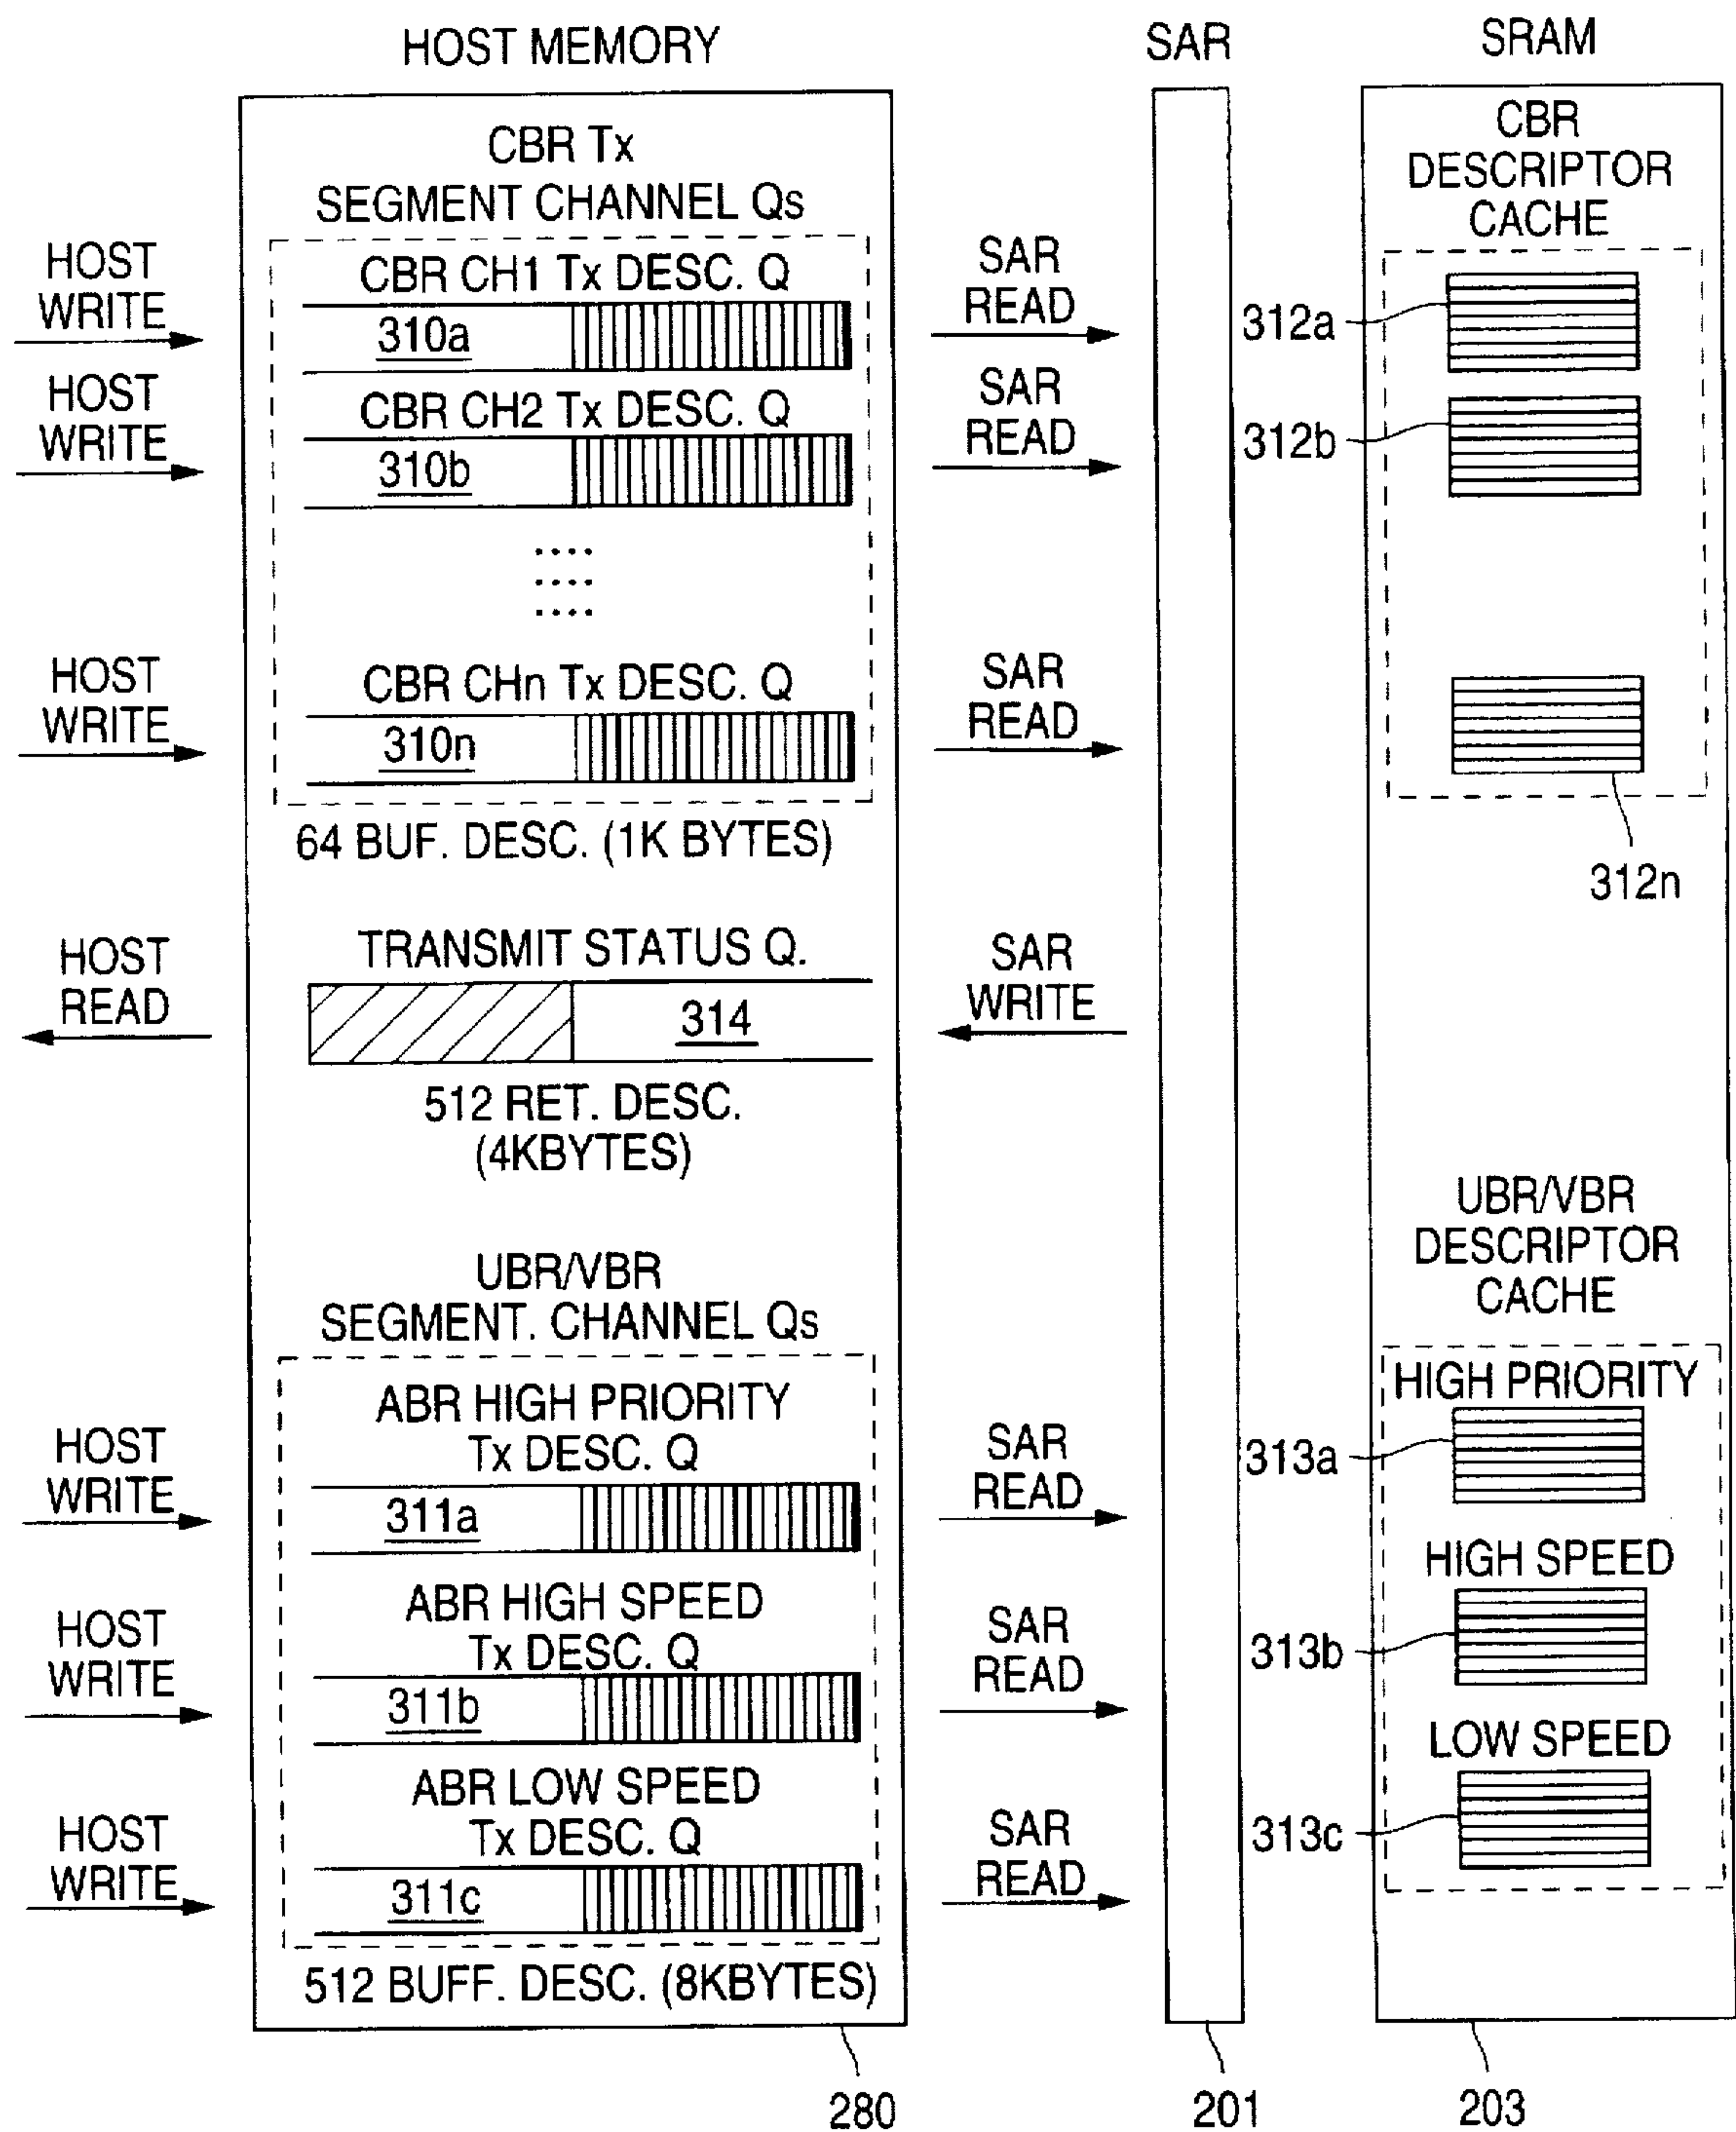 HOST MEMORY
SAR
SRAM
CBR Tx
SEGMENT CHANNEL Qs
CBR
DESCRIPTOR
CACHE
HOST
WRITE
CBR CH1 Tx DESC. Q
310a
SAR
READ
312a
HOST
WRITE
CBR CH2 Tx DESC. Q
310b
SAR
READ
312b
....
....
....
HOST
WRITE
CBR CHn Tx DESC. Q
310n
SAR
READ
312n
64 BUF. DESC. (1K BYTES)
HOST
READ
TRANSMIT STATUS Q.
314
SAR
WRITE
512 RET. DESC.
(4KBYTES)
UBR/VBR
SEGMENT. CHANNEL Qs
UBR/VBR
DESCRIPTOR
CACHE
HOST
WRITE
ABR HIGH PRIORITY
Tx DESC. Q
311a
SAR
READ
HIGH PRIORITY
313a
HOST
WRITE
ABR HIGH SPEED
Tx DESC. Q
311b
SAR
READ
HIGH SPEED
313b
HOST
WRITE
ABR LOW SPEED
Tx DESC. Q
311c
SAR
READ
LOW SPEED
313c
512 BUFF. DESC. (8KBYTES)
280
201
203